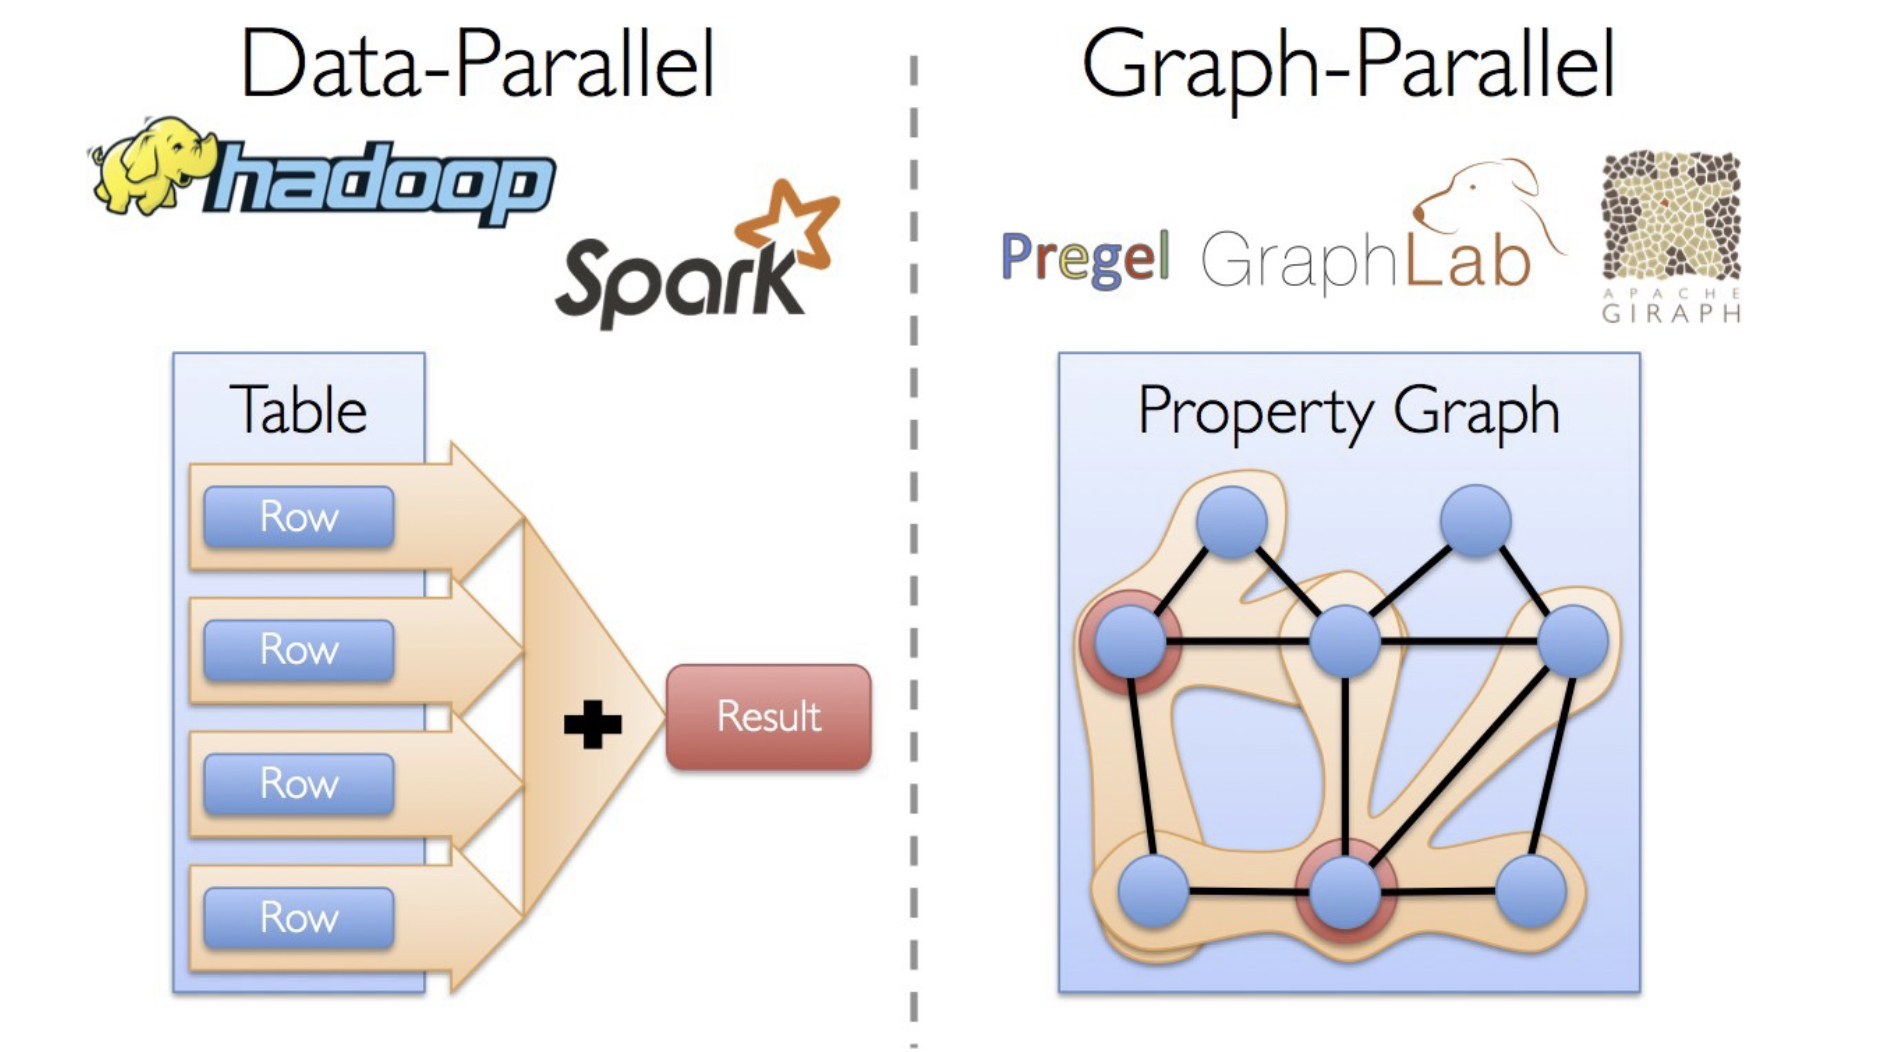 Data-Parallel
hadoop
Spark
Table
Row
Row
Row
Row
+
Result
Graph-Parallel
Pregel
GraphLab
APACHE
GIRAPH
Property Graph